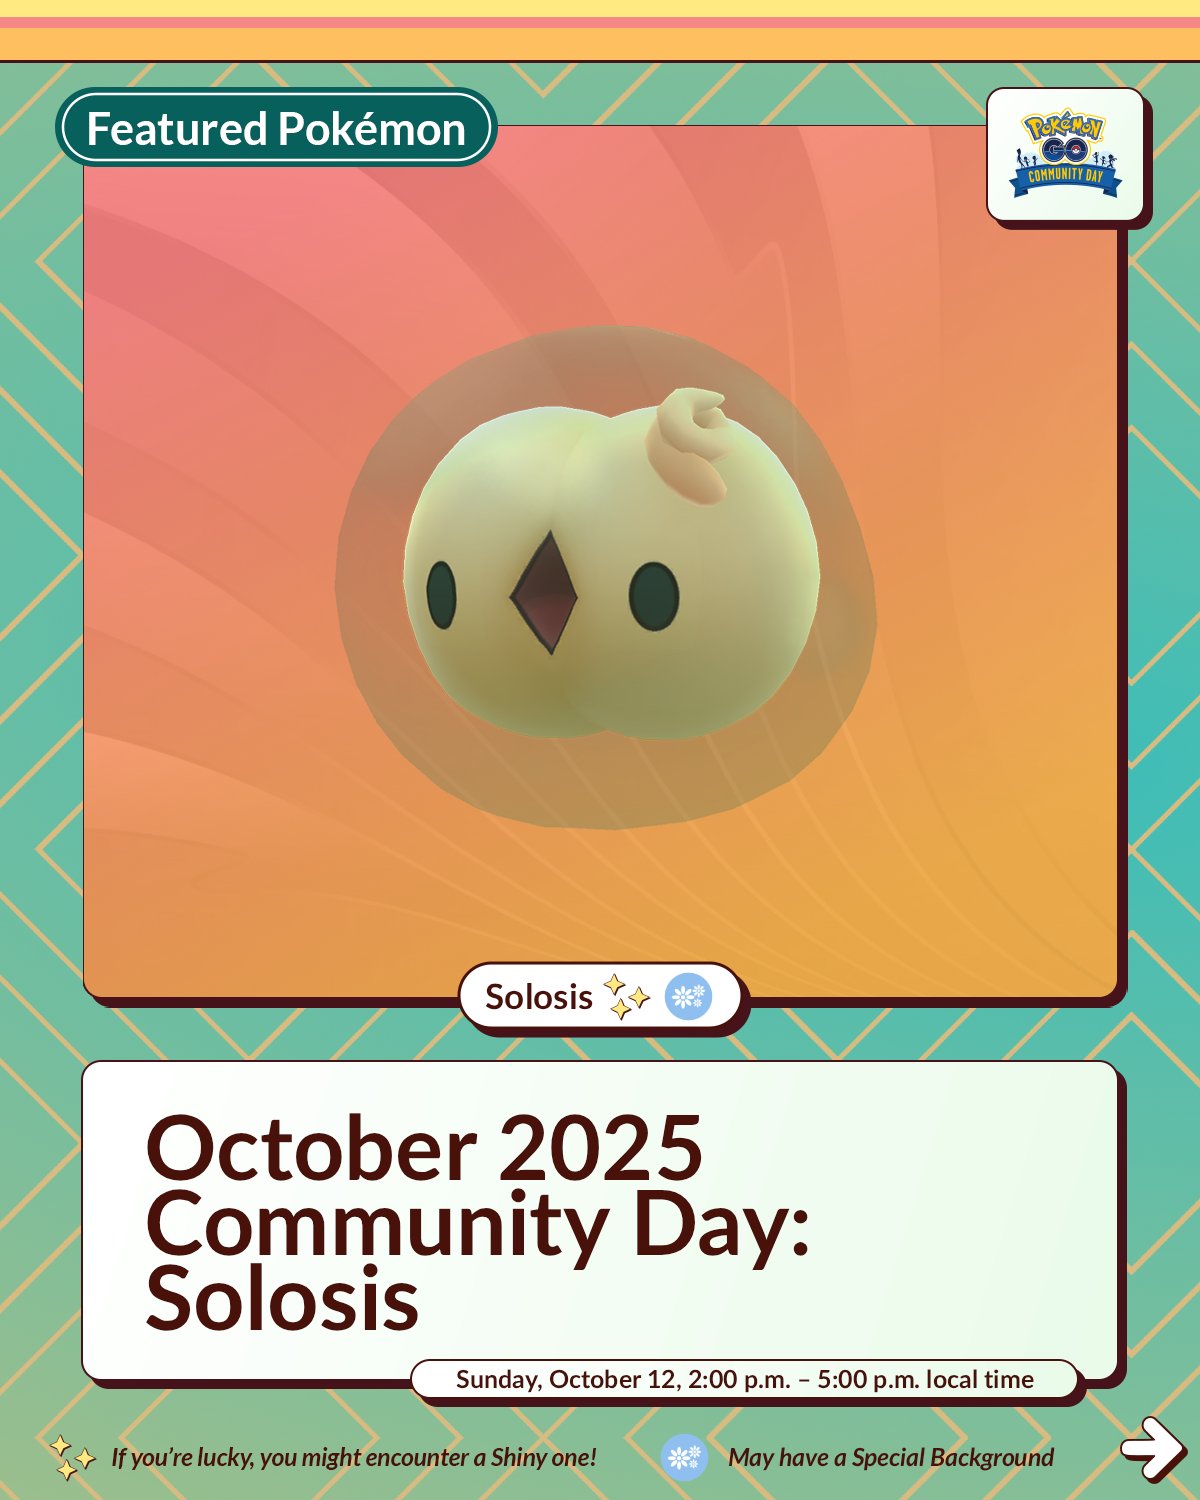 Featured Pokémon
Pokémon
GO
COMMUNITY DAY
Solosis
October 2025
Community Day:
Solosis
Sunday, October 12, 2:00 p.m. – 5:00 p.m. local time
If you're lucky, you might encounter a Shiny one!
May have a Special Background